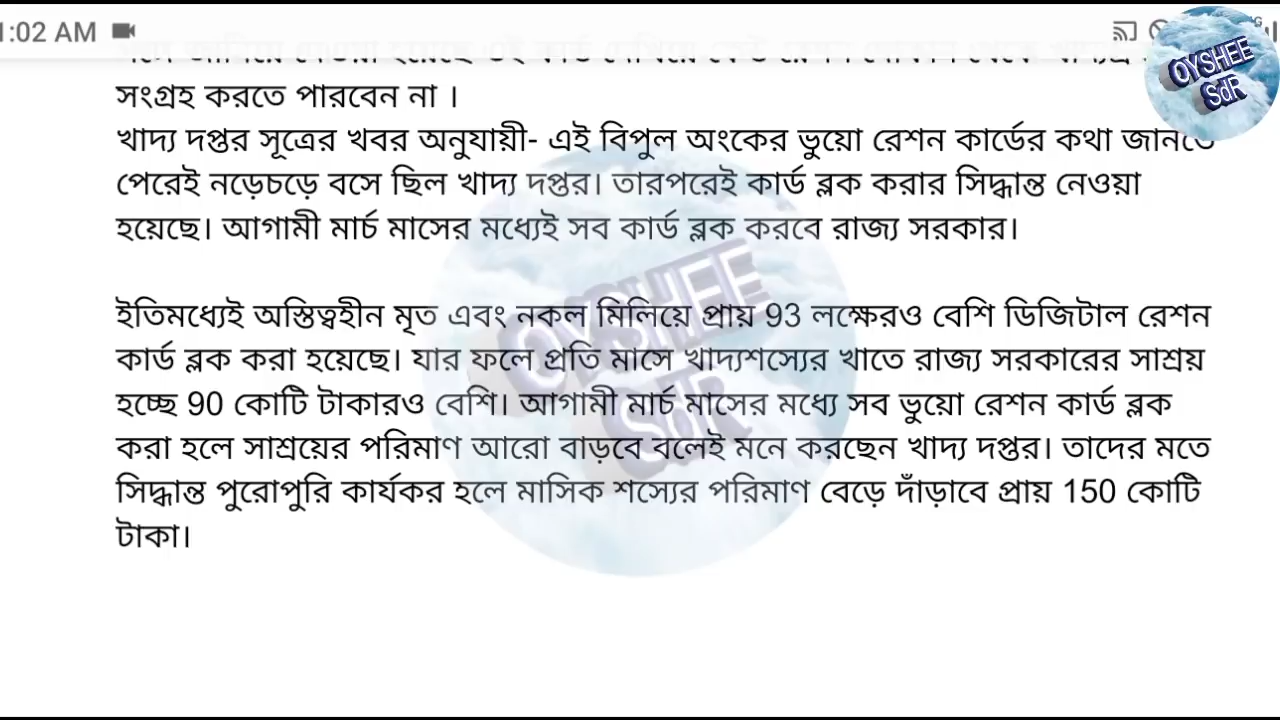 1:02 AM
OYSHEE
SdR
সংগ্রহ করতে পারবেন না ।
খাদ্য দপ্তর সূত্রের খবর অনুযায়ী- এই বিপুল অংকের ভুয়ো রেশন কার্ডের কথা জানতে
পেরেই নড়েচড়ে বসে ছিল খাদ্য দপ্তর। তারপরেই কার্ড ব্লক করার সিদ্ধান্ত নেওয়া
হয়েছে। আগামী মার্চ মাসের মধ্যেই সব কার্ড ব্লক করবে রাজ্য সরকার।
ইতিমধ্যেই অস্তিত্বহীন মৃত এবং নকল মিলিয়ে প্রায় 93 লক্ষেরও বেশি ডিজিটাল রেশন
কার্ড ব্লক করা হয়েছে। যার ফলে প্রতি মাসে খাদ্যশস্যের খাতে রাজ্য সরকারের সাশ্রয়
হচ্ছে 90 কোটি টাকারও বেশি। আগামী মার্চ মাসের মধ্যে সব ভুয়ো রেশন কার্ড ব্লক
করা হলে সাশ্রয়ের পরিমাণ আরো বাড়বে বলেই মনে করছেন খাদ্য দপ্তর। তাদের মতে
সিদ্ধান্ত পুরোপুরি কার্যকর হলে মাসিক শস্যের পরিমাণ বেড়ে দাঁড়াবে প্রায় 150 কোটি
টাকা।
OYSHEE
SdR